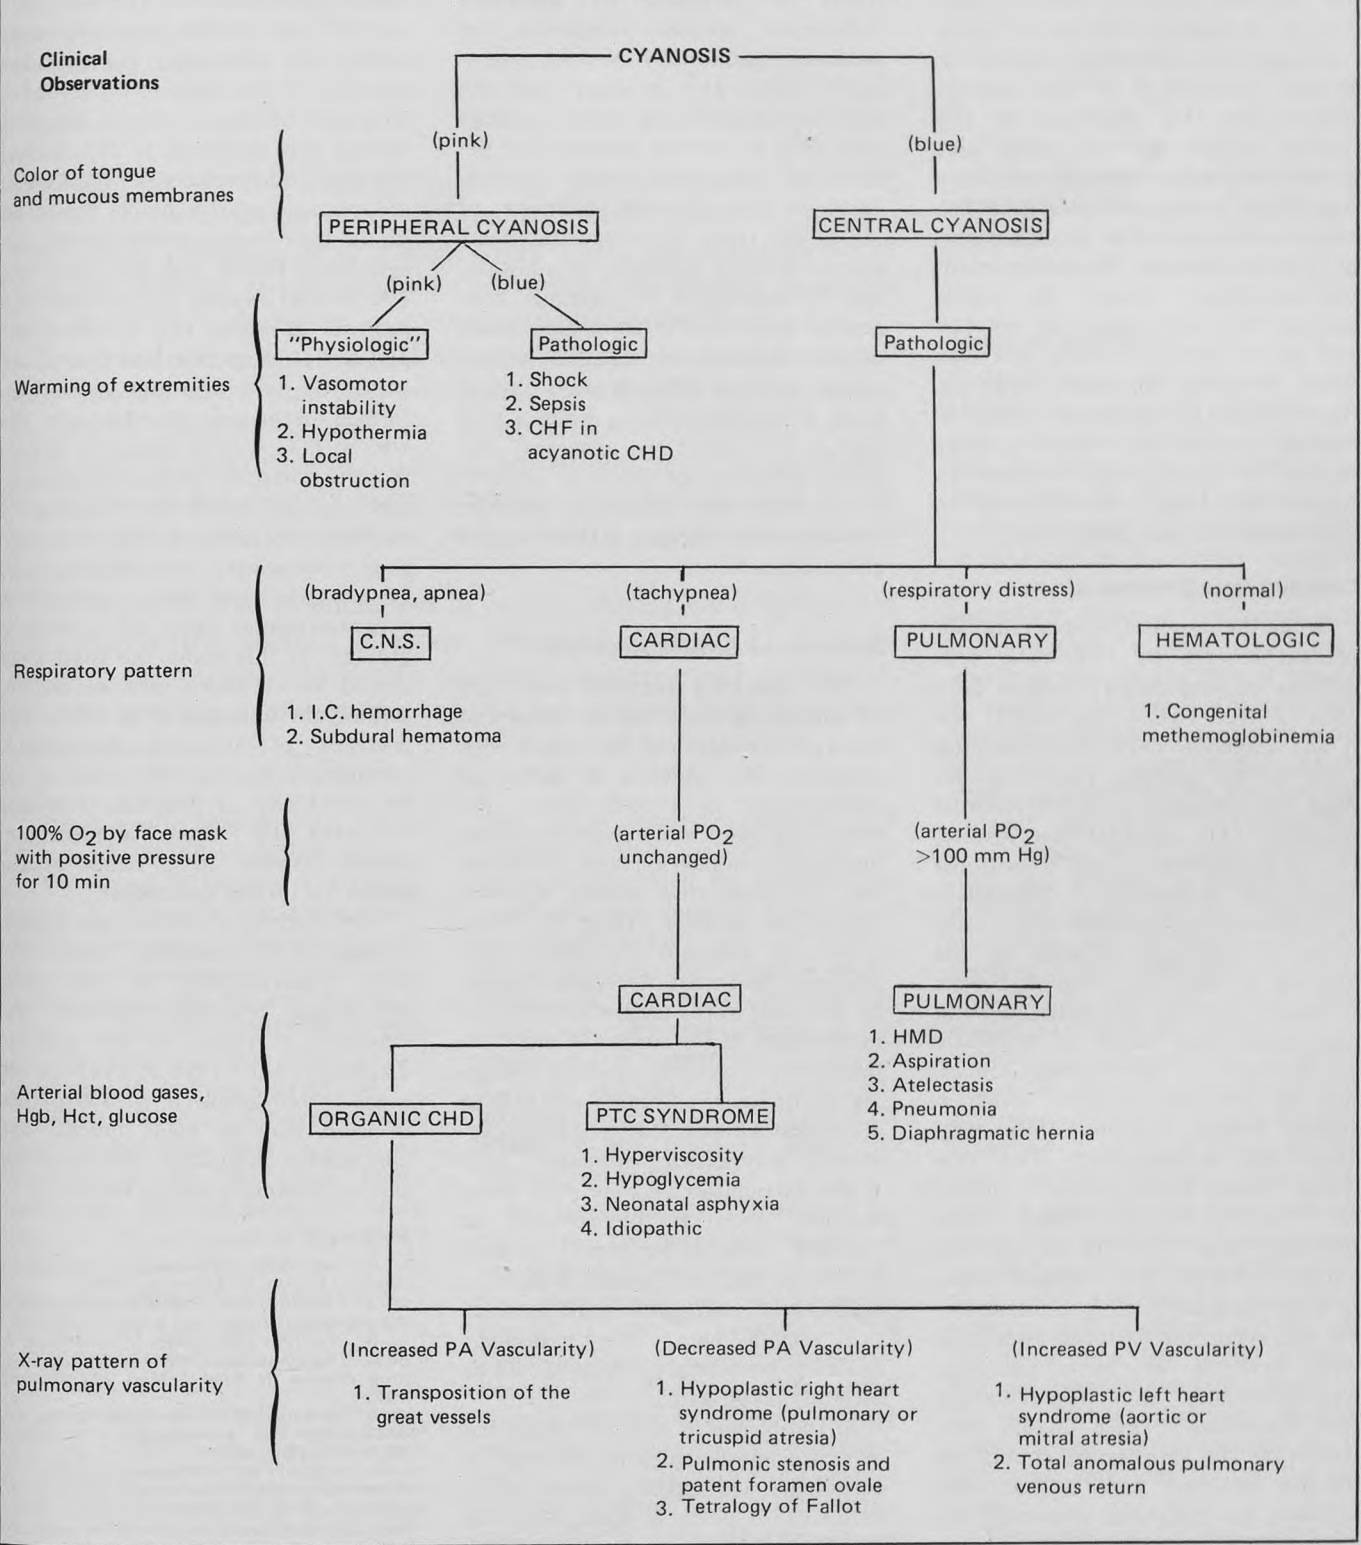 Clinical
Observations
CYANOSIS
Color of tongue
and mucous membranes
(pink)
(blue)
PERIPHERAL CYANOSIS
CENTRAL CYANOSIS
Warming of extremities
(pink)
(blue)
"Physiologic"
1. Vasomotor
instability
2. Hypothermia
3. Local
obstruction
Pathologic
1. Shock
2. Sepsis
3. CHF in
acyanotic CHD
Pathologic
Respiratory pattern
(bradypnea, apnea)
(tachypnea)
(respiratory distress)
(normal)
C.N.S.
CARDIAC
PULMONARY
HEMATOLOGIC
1. I.C. hemorrhage
2. Subdural hematoma
1. Congenital
methemoglobinemia
100% O2 by face mask
with positive pressure
for 10 min
(arterial PO2
unchanged)
(arterial PO2
>100 mm Hg)
CARDIAC
PULMONARY
1. HMD
2. Aspiration
3. Atelectasis
4. Pneumonia
5. Diaphragmatic hernia
Arterial blood gases,
Hgb, Hct, glucose
ORGANIC CHD
PTC SYNDROME
1. Hyperviscosity
2. Hypoglycemia
3. Neonatal asphyxia
4. Idiopathic
X-ray pattern of
pulmonary vascularity
(Increased PA Vascularity)
1. Transposition of the
great vessels
(Decreased PA Vascularity)
1. Hypoplastic right heart
syndrome (pulmonary or
tricuspid atresia)
2. Pulmonic stenosis and
patent foramen ovale
3. Tetralogy of Fallot
(Increased PV Vascularity)
1. Hypoplastic left heart
syndrome (aortic or
mitral atresia)
2. Total anomalous pulmonary
venous return